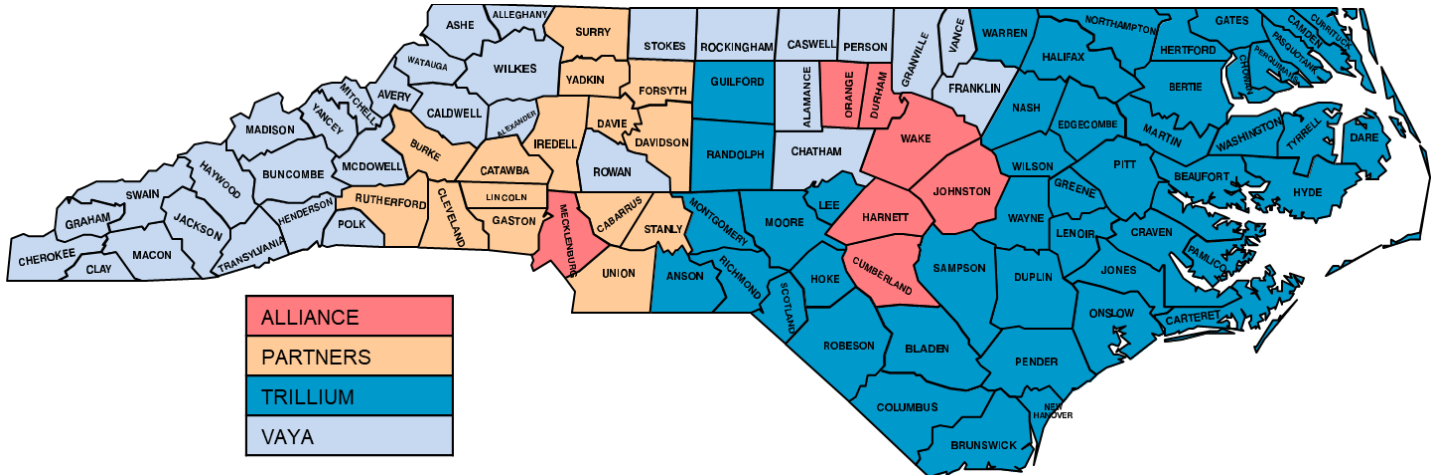 ASHE
ALLEGHANY
SURRY
STOKES
ROCKINGHAM
CASWELL
PERSON
GRANVILLE
VANCE
WARREN
NORTHAMPTON
GATES
CAMDEN
CURRITUCK
PASQUOTANK
PERQUIMANS
CHOWAN
HERTFORD
HALIFAX
BERTIE
WATAUGA
WILKES
YADKIN
FORSYTH
GUILFORD
ALAMANCE
ORANGE
DURHAM
FRANKLIN
NASH
EDGECOMBE
MARTIN
WASHINGTON
TYRRELL
DARE
MITCHELL
AVERY
CALDWELL
ALEXANDER
IREDELL
DAVIE
DAVIDSON
RANDOLPH
CHATHAM
WAKE
WILSON
PITT
BEAUFORT
HYDE
MADISON
YANCEY
BURKE
CATAWBA
ROWAN
JOHNSTON
GREENE
HAYWOOD
BUNCOMBE
MCDOWELL
LINCOLN
SWAIN
RUTHERFORD
CLEVELAND
GASTON
MECKLENBURG
CABARRUS
STANLY
MONTGOMERY
MOORE
LEE
HARNETT
WAYNE
LENOIR
CRAVEN
PAMLICO
GRAHAM
JACKSON
HENDERSON
POLK
CHEROKEE
CLAY
MACON
TRANSYLVANIA
UNION
ANSON
RICHMOND
SCOTLAND
HOKE
CUMBERLAND
SAMPSON
DUPLIN
JONES
ONSLOW
CARTERET
ROBESON
BLADEN
PENDER
COLUMBUS
NEW
HANOVER
BRUNSWICK
ALLIANCE
PARTNERS
TRILLIUM
VAYA